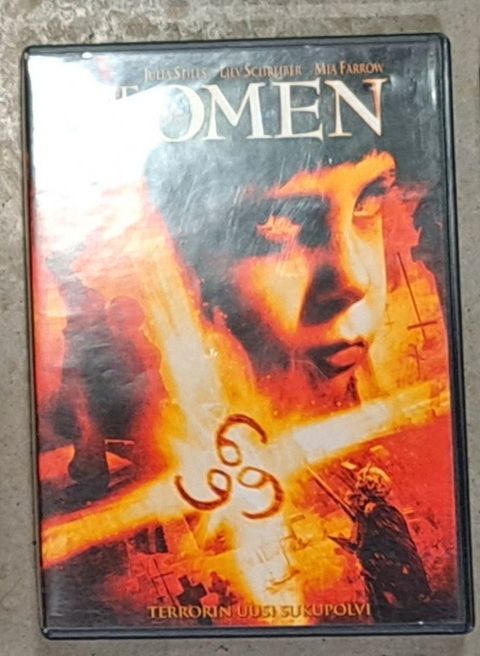 JULIA STILES LIEV SCHREIBER MIA FARROW
OMEN
666
TERRORIN UUSI SUKUPOLVI